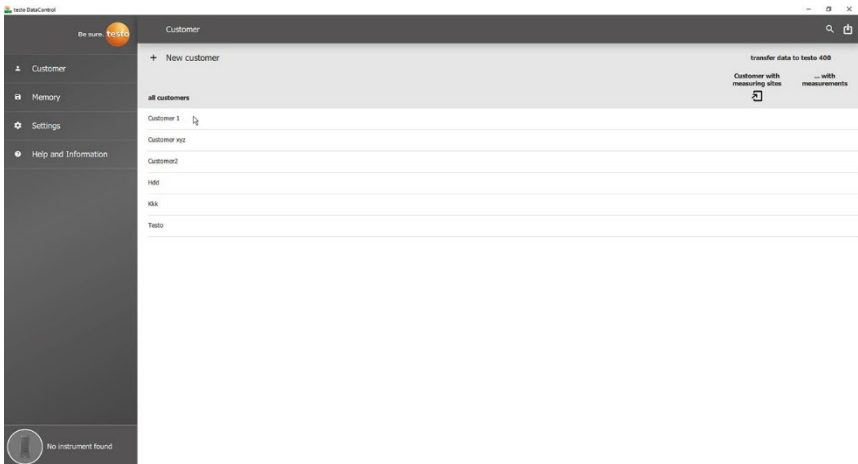 testo DataControl
Be sure. testo
Customer
Memory
Settings
Help and Information
No instrument found
Customer
+ New customer
transfer data to testo 400
Customer with
measuring sites
... with
measurements
all customers
Customer 1
Customer xyz
Customer2
Hdd
Kkk
Testo